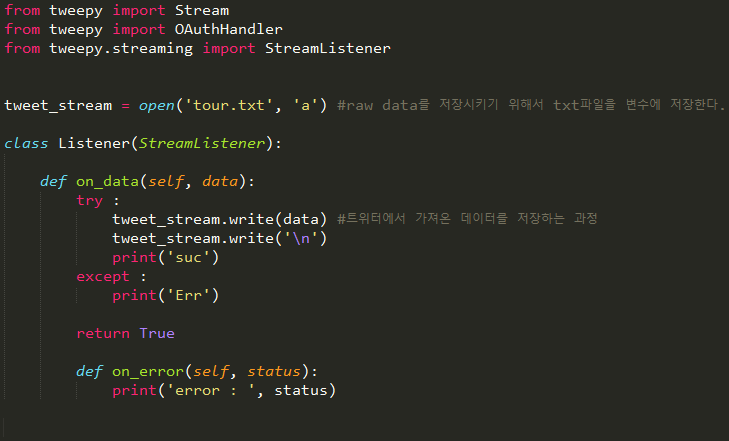 from tweepy import Stream
from tweepy import OAuthHandler
from tweepy.streaming import StreamListener
tweet_stream = open('tour.txt', 'a') #raw data를 저장시키기 위해서 txt파일을 변수에 저장한다.
class Listener(StreamListener):
def on_data(self, data):
try :
tweet_stream.write(data) #트위터에서 가져온 데이터를 저장하는 과정
tweet_stream.write('\n')
print('suc')
except :
print('Err')
return True
def on_error(self, status):
print('error : ', status)